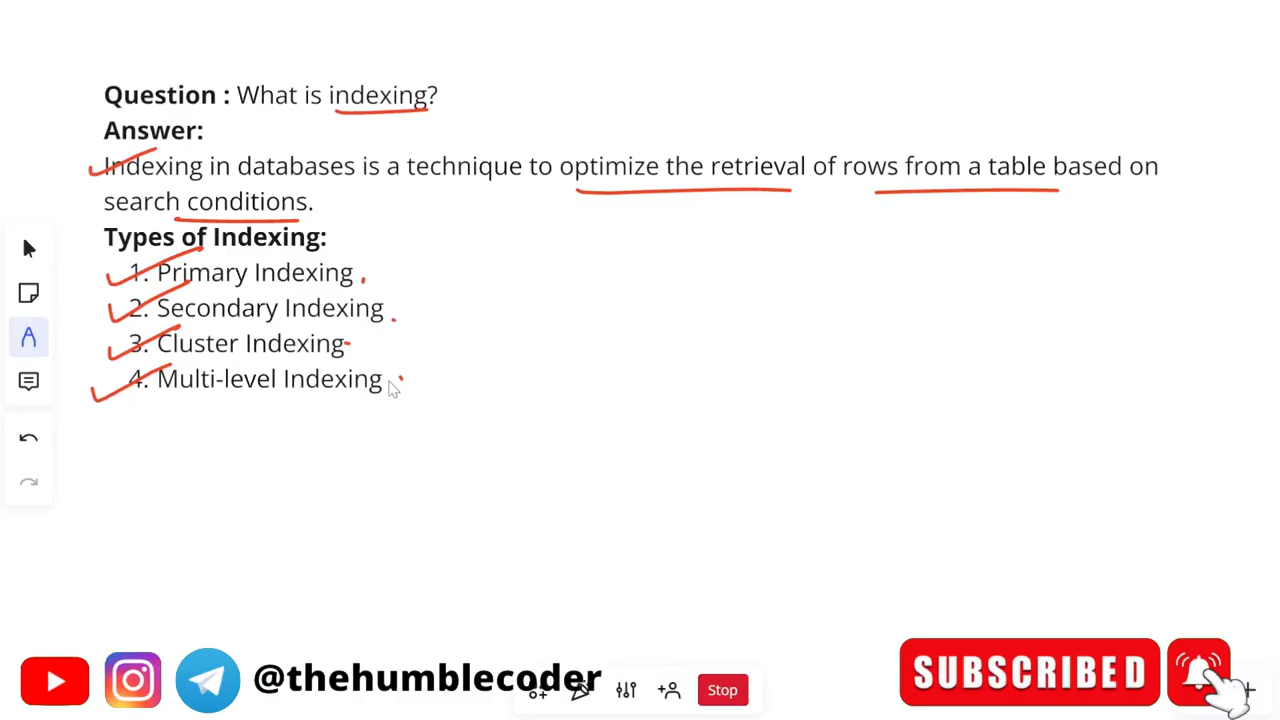 Question : What is indexing?
Answer:
Indexing in databases is a technique to optimize the retrieval of rows from a table based on
search conditions.
Types of Indexing:
1. Primary Indexing
2. Secondary Indexing
3. Cluster Indexing
4. Multi-level Indexing
@thehumblecoder
Stop
SUBSCRIBED